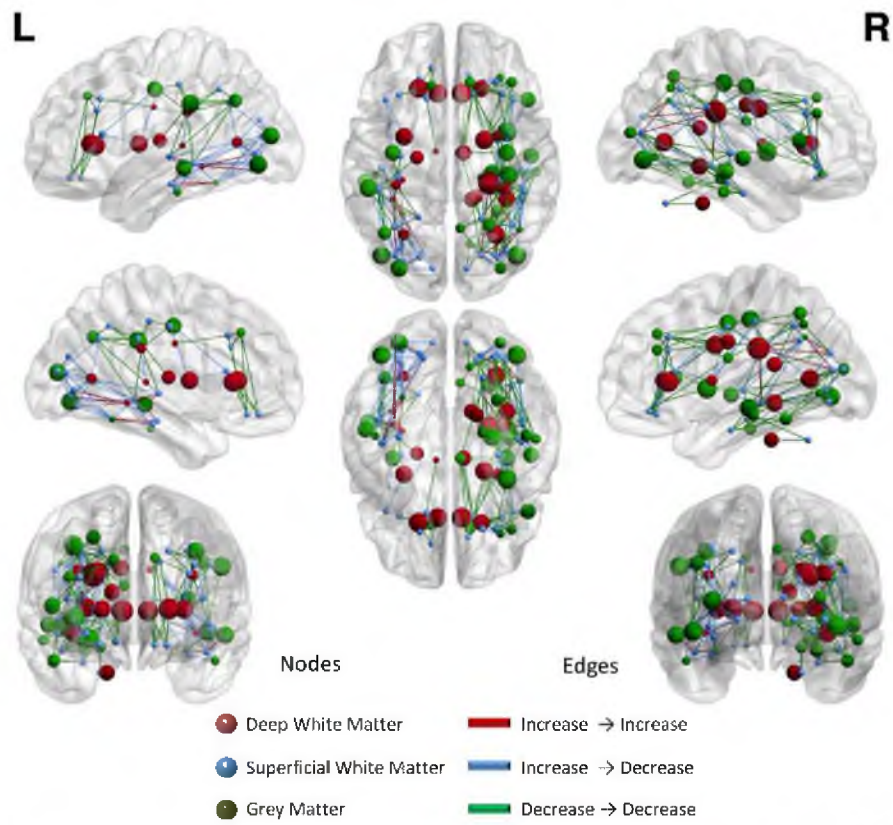 L R
Nodes Edges
Deep White Matter Increase → Increase
Superficial White Matter Increase → Decrease
Grey Matter Decrease → Decrease